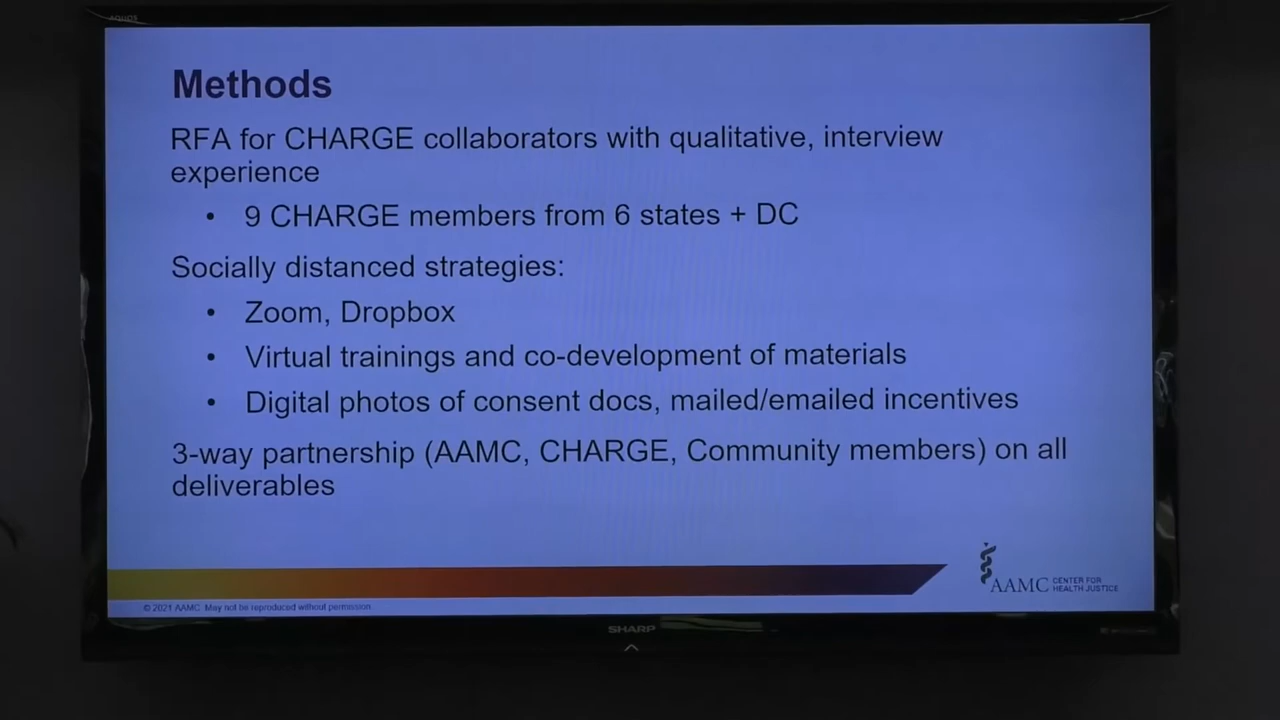 AQUOS
Methods
RFA for CHARGE collaborators with qualitative, interview
experience
• 9 CHARGE members from 6 states + DC
Socially distanced strategies:
• Zoom, Dropbox
• Virtual trainings and co-development of materials
• Digital photos of consent docs, mailed/emailed incentives
3-way partnership (AAMC, CHARGE, Community members) on all
deliverables
AAMC CENTER FOR
HEALTH JUSTICE
© 2021 AAMC. May not be reproduced without permission.
SHARP